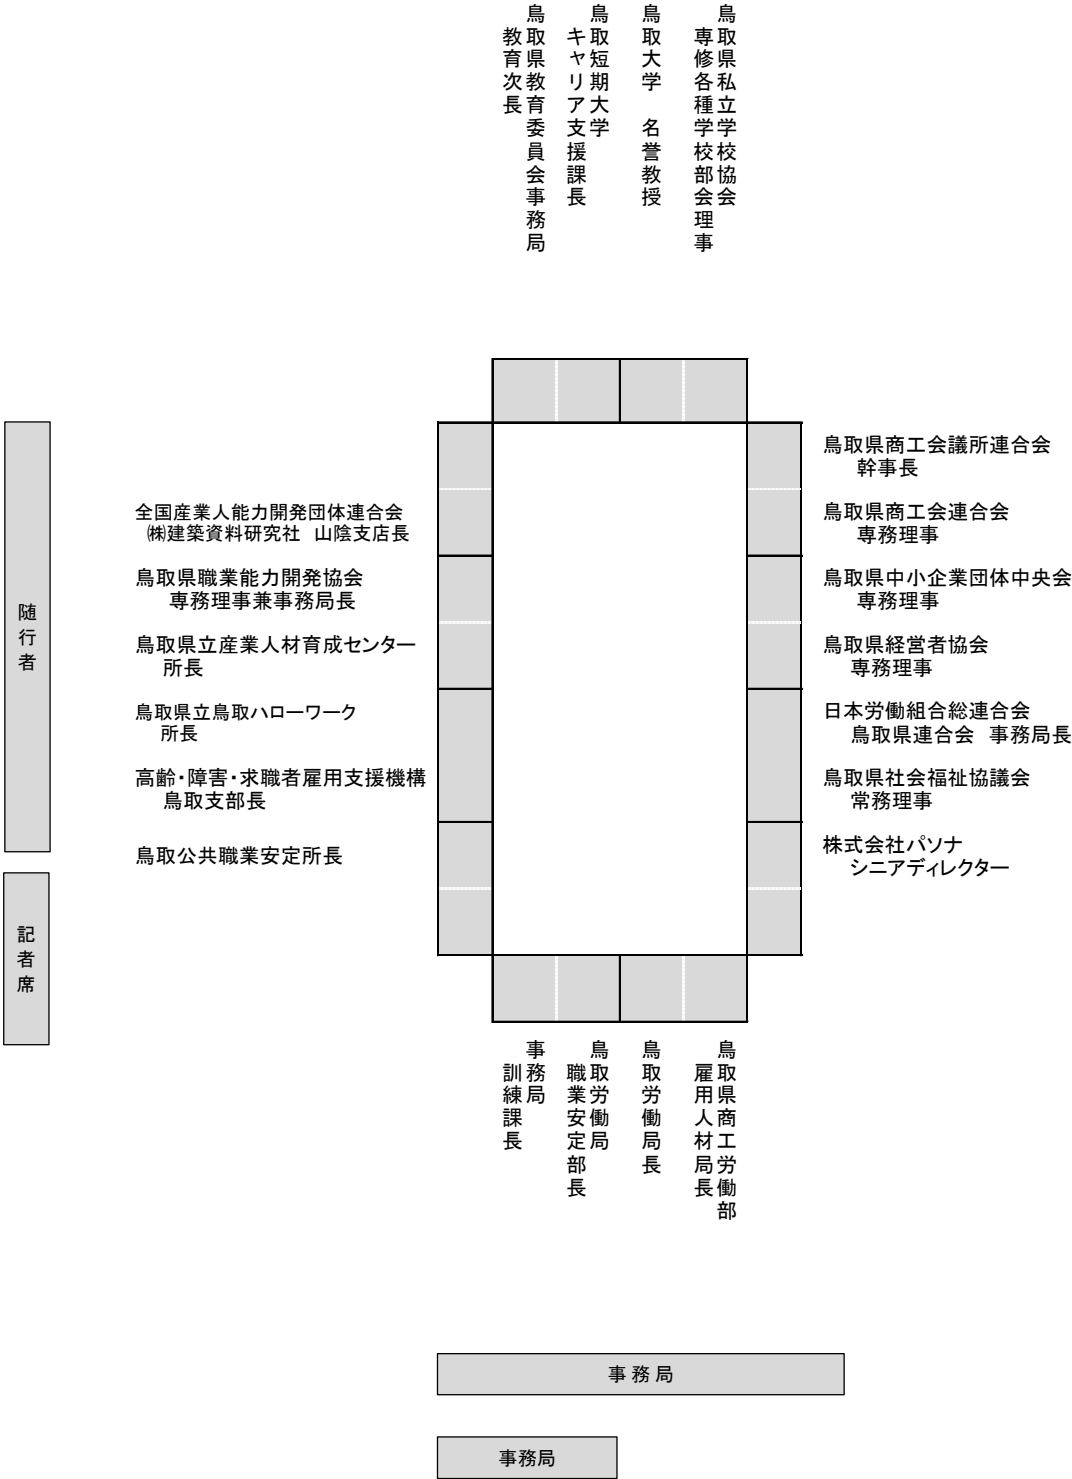 鳥取県私立学校協会
専修各種学校部会理事
鳥取大学　名誉教授
鳥取短期大学
キャリア支援課長
鳥取県教育委員会事務局
教育次長
鳥取県商工会議所連合会
幹事長
鳥取県商工会連合会
専務理事
鳥取県中小企業団体中央会
専務理事
鳥取県経営者協会
専務理事
日本労働組合総連合会
鳥取県連合会　事務局長
鳥取県社会福祉協議会
常務理事
株式会社パソナ
シニアディレクター
全国産業人能力開発団体連合会
㈱建築資料研究社　山陰支店長
鳥取県職業能力開発協会
専務理事兼事務局長
鳥取県立産業人材育成センター
所長
鳥取県立鳥取ハローワーク
所長
高齢・障害・求職者雇用支援機構
鳥取支部長
鳥取公共職業安定所長
随行者
記者席
鳥取県商工労働部
雇用人材局長
鳥取労働局長
鳥取労働局
職業安定部長
事務局
訓練課長
事務局
事務局